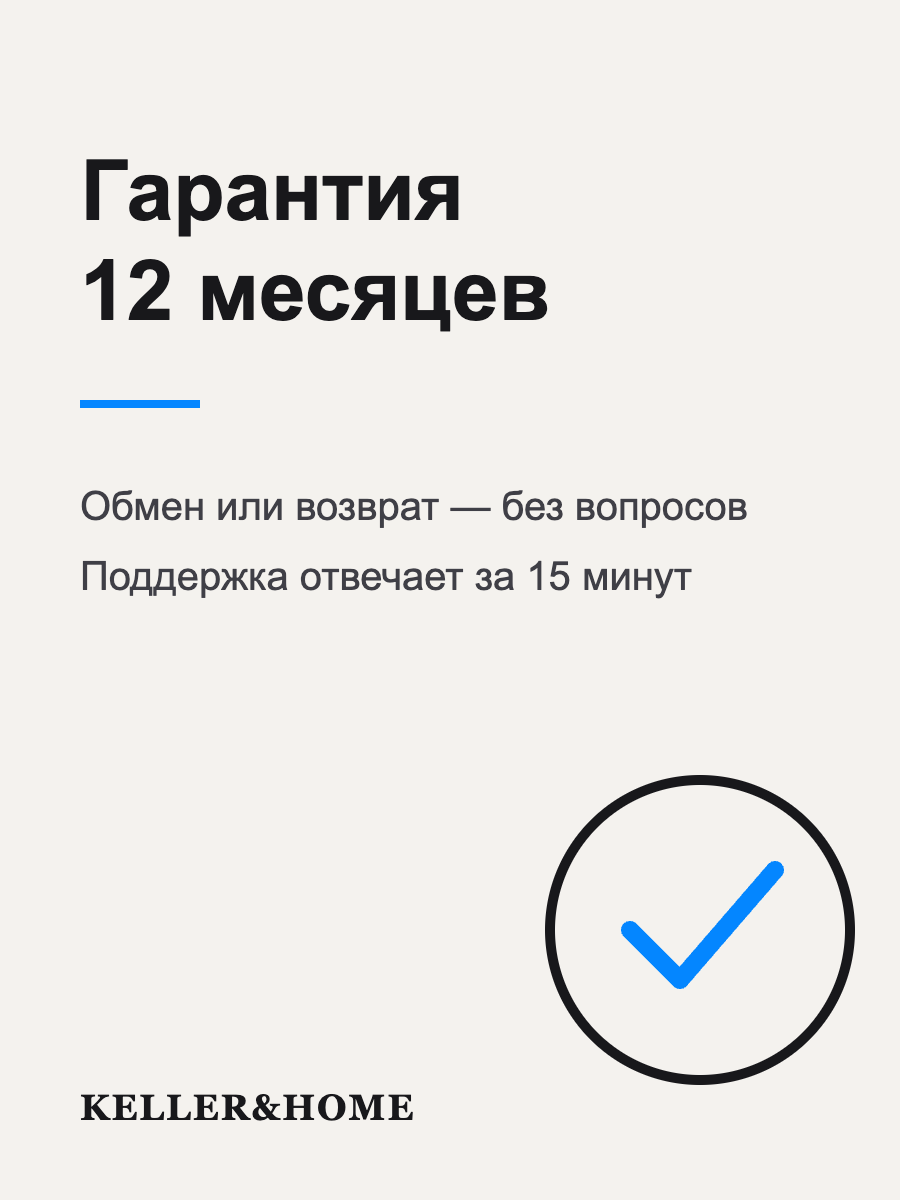 Гарантия
12 месяцев
Обмен или возврат — без вопросов
Поддержка отвечает за 15 минут
KELLER&HOME